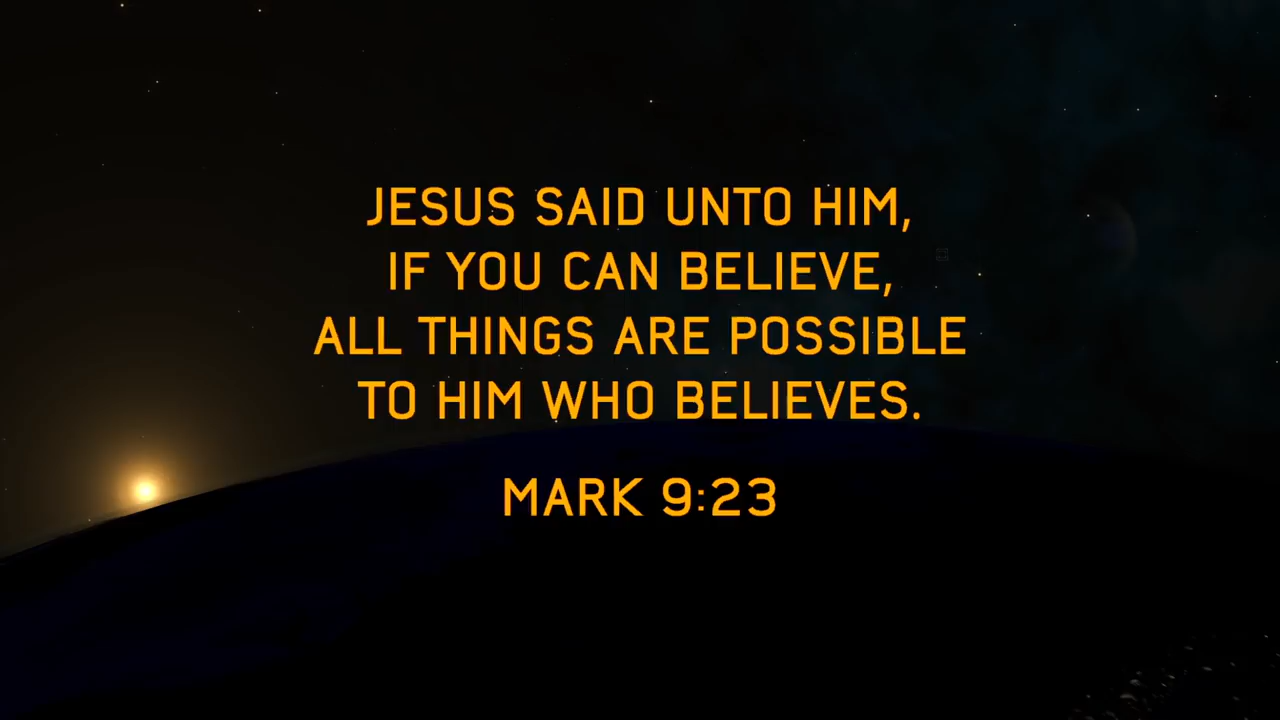 JESUS SAID UNTO HIM,
IF YOU CAN BELIEVE,
ALL THINGS ARE POSSIBLE
TO HIM WHO BELIEVES.
MARK 9:23